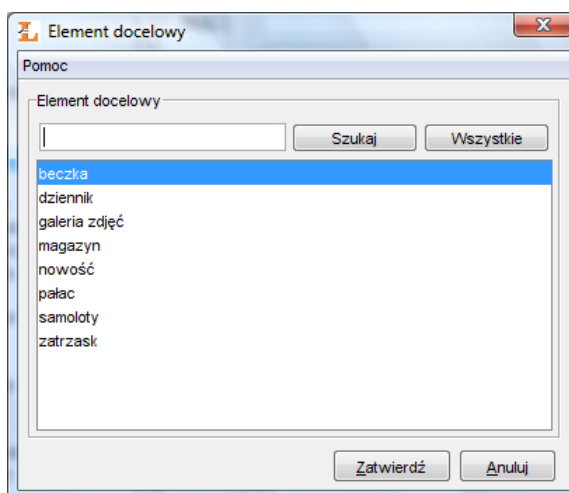 Element docelowy
Pomoc
Element docelowy
Szukaj Wszystkie
beczka
dziennik
galeria zdjęć
magazyn
nowość
pałac
samoloty
zatrzask
Zatwierdź Anuluj